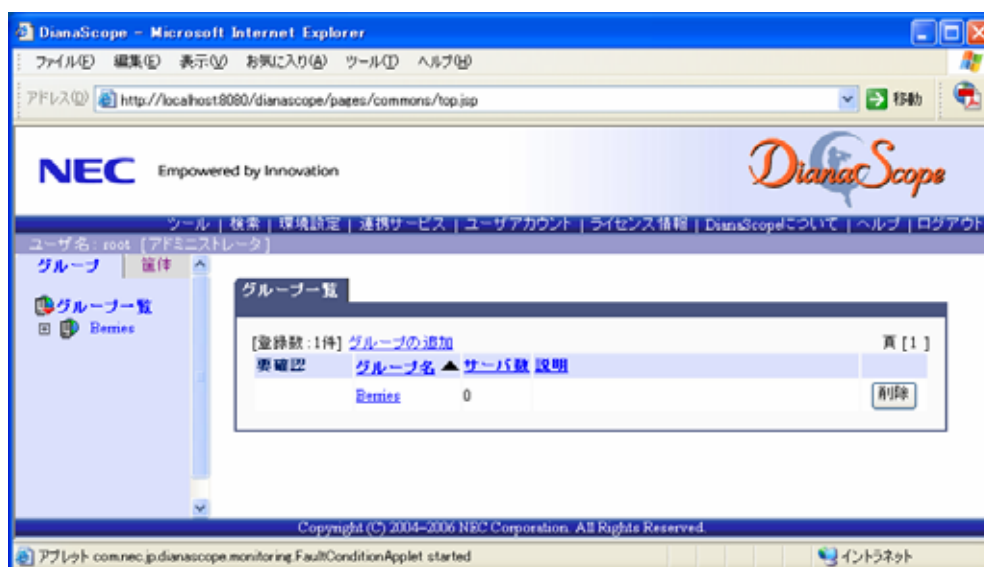 DianaScope - Microsoft Internet Explorer
ファイル(F) 編集(E) 表示(V) お気に入り(A) ツール(T) ヘルプ(H)
アドレス(D) http://localhost:8080/dianascope/pages/commons/top.jsp 移動
NEC Empowered by Innovation DianaScope
ツール | 検索 | 環境設定 | 連携サービス | ユーザアカウント | ライセンス情報 | DianaScopeについて | ヘルプ | ログアウト
ユーザ名: root [アドミニストレータ]
グループ 筐体
グループ一覧
Berries
グループ一覧
[登録数:1件] グループの追加 頁 [1 ]
要確認 グループ名 ▲ サーバ数 説明
Berries 0 削除
Copyright (C) 2004-2006 NEC Corporation. All Rights Reserved.
アプレット com.nec.jp.dianascope.monitoring.FaultConditionApplet started イントラネット